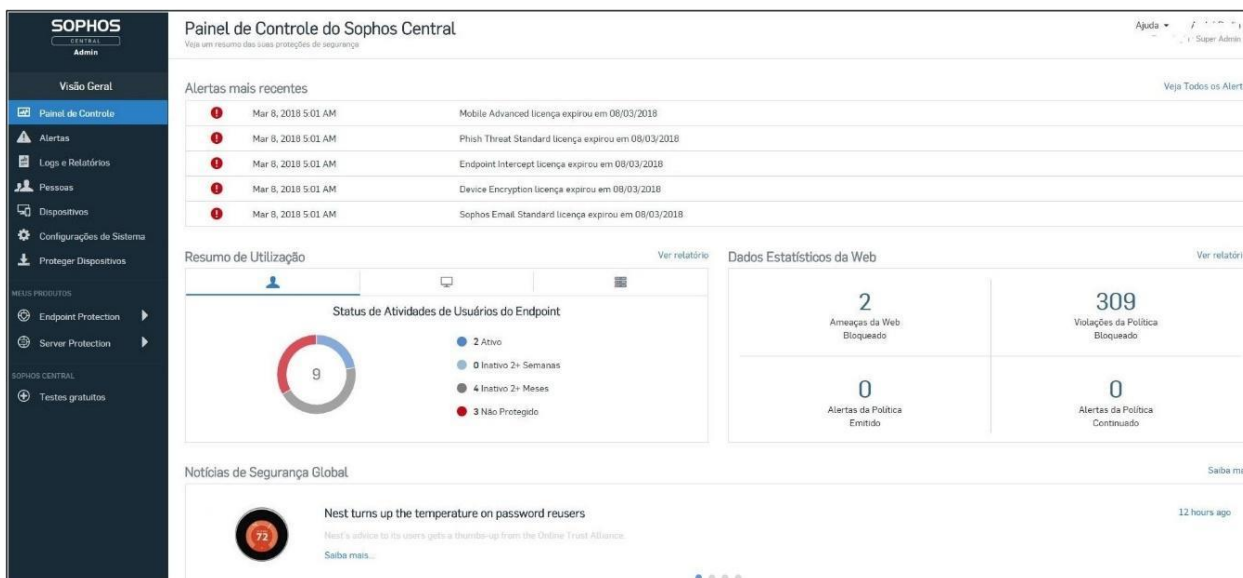 SOPHOS
CENTRAL
Admin
Visão Geral
Painel de Controle
Alertas
Logs e Relatórios
Pessoas
Dispositivos
Configurações de Sistema
Proteger Dispositivos
MEUS PRODUTOS
Endpoint Protection
Server Protection
SOPHOS CENTRAL
Testes gratuitos
Painel de Controle do Sophos Central
Veja um resumo das suas proteções de segurança
Ajuda
Super Admin
Alertas mais recentes
Veja Todos os Alert
Mar 8, 2018 5:01 AM Mobile Advanced licença expirou em 08/03/2018
Mar 8, 2018 5:01 AM Phish Threat Standard licença expirou em 08/03/2018
Mar 8, 2018 5:01 AM Endpoint Intercept licença expirou em 08/03/2018
Mar 8, 2018 5:01 AM Device Encryption licença expirou em 08/03/2018
Mar 8, 2018 5:01 AM Sophos Email Standard licença expirou em 08/03/2018
Resumo de Utilização
Ver relatório
Status de Atividades de Usuários do Endpoint
9
2 Ativo
0 Inativo 2+ Semanas
4 Inativo 2+ Meses
3 Não Protegido
Dados Estatísticos da Web
Ver relatóri
2
Ameaças da Web
Bloqueado
309
Violações da Política
Bloqueado
0
Alertas da Política
Emitido
0
Alertas da Política
Continuado
Notícias de Segurança Global
Saiba ma
72
Nest turns up the temperature on password reusers
12 hours ago
Nest's advice to its users gets a thumbs-up from the Online Trust Alliance.
Saiba mais...